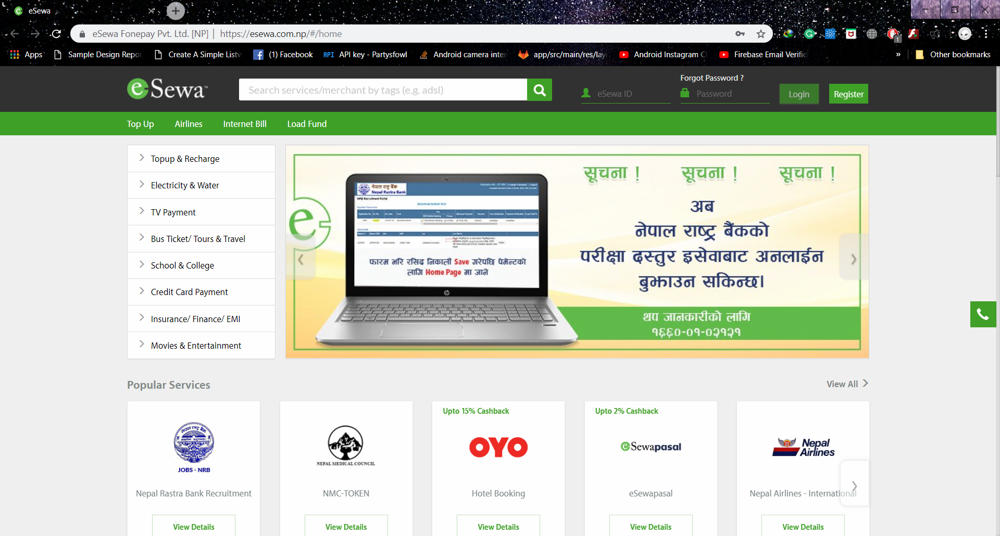 eSewa
eSewa Fonepay Pvt. Ltd. [NP] | https://esewa.com.np/#/home
1
Apps
Sample Design Repor
Create A Simple Listv
(1) Facebook
API API key - Partysfowl
Android camera inter
app/src/main/res/lay
Android Instagram C
Firebase Email Verific
»
Other bookmarks
Forgot Password ?
eSewa™
Search services/merchant by tags (e.g. adsl)
eSewa ID
Password
Login
Register
Top Up
Airlines
Internet Bill
Load Fund
Topup & Recharge
Electricity & Water
TV Payment
Bus Ticket/ Tours & Travel
School & College
Credit Card Payment
Insurance/ Finance/ EMI
Movies & Entertainment
नेपाल राष्ट्र बैंक
Nepal Rastra Bank
NRB Recruitment Portal
फारम भरि रसिद निकाली Save गरेपछि पेमेन्टको
लागि Home Page मा जाने
hp
सूचना ! सूचना ! सूचना !
अब
नेपाल राष्ट्र बैंकको
परीक्षा दस्तुर इसेवाबाट अनलाईन
बुझाउन सकिन्छ।
थप जानकारीको लागि
१६६०-०१-०२१२१
Popular Services
View All
JOBS - NRB
Nepal Rastra Bank Recruitment
View Details
NEPAL MEDICAL COUNCIL
NMC-TOKEN
View Details
Upto 15% Cashback
OYO
Hotel Booking
View Details
Upto 2% Cashback
eSewapasal
eSewapasal
View Details
Nepal
Airlines
Nepal Airlines - International
View Details